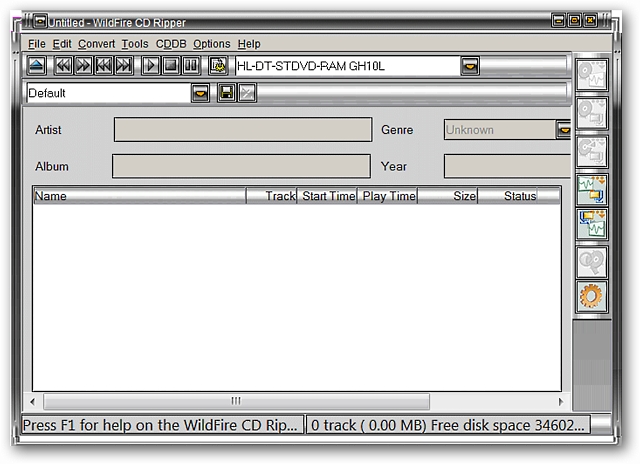 Untitled - WildFire CD Ripper
File Edit Convert Tools CDDB Options Help
HL-DT-STDVD-RAM GH10L
Default
Artist Genre Unknown
Album Year
Name Track Start Time Play Time Size Status
Press F1 for help on the WildFire CD Rip... 0 track ( 0.00 MB) Free disk space 34602...